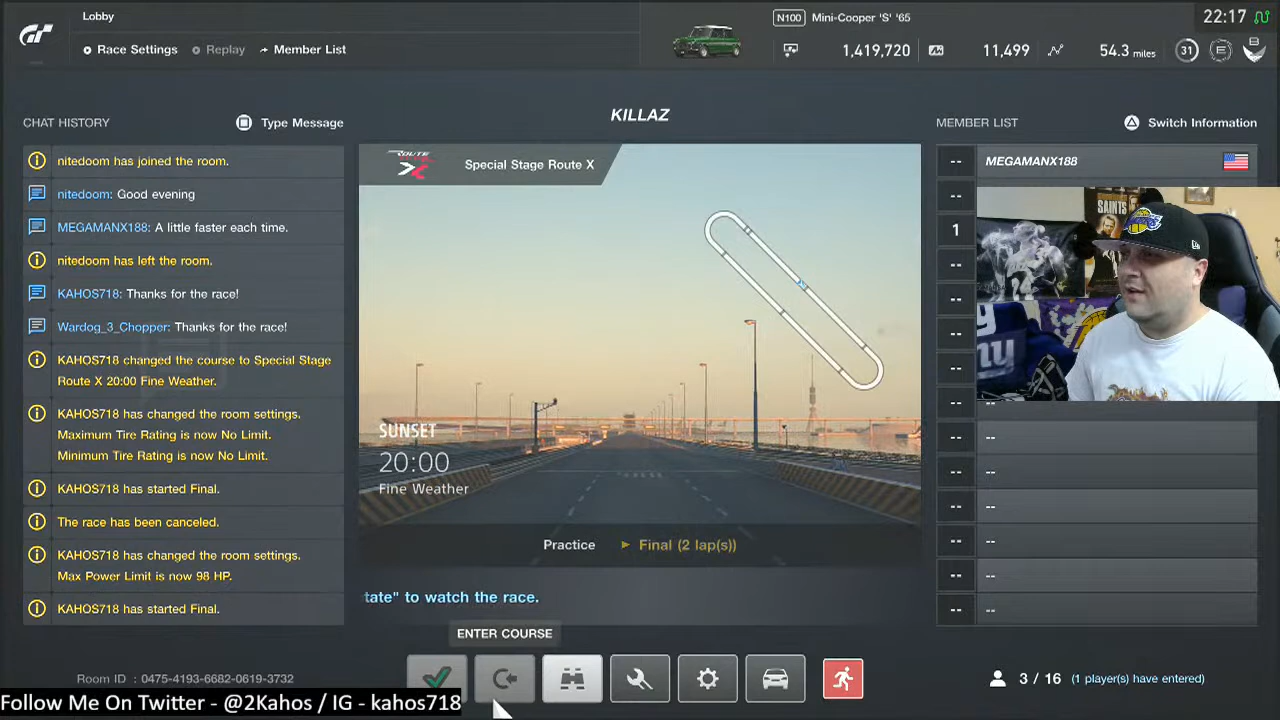 Lobby
Race Settings
Replay
Member List
N100 Mini-Cooper 'S' '65
1,419,720
11,499
54.3 miles
31
E
B
22:17
CHAT HISTORY
Type Message
KILLAZ
MEMBER LIST
Switch Information
nitedoom has joined the room.
nitedoom: Good evening
MEGAMANX188: A little faster each time.
nitedoom has left the room.
KAHOS718: Thanks for the race!
Wardog_3_Chopper: Thanks for the race!
KAHOS718 changed the course to Special Stage
Route X 20:00 Fine Weather.
KAHOS718 has changed the room settings.
Maximum Tire Rating is now No Limit.
Minimum Tire Rating is now No Limit.
KAHOS718 has started Final.
The race has been canceled.
KAHOS718 has changed the room settings.
Max Power Limit is now 98 HP.
KAHOS718 has started Final.
ROUTE X
Special Stage Route X
SUNSET
20:00
Fine Weather
Practice
Final (2 lap(s))
tate" to watch the race.
ENTER COURSE
-- MEGAMANX188
--
1
--
--
--
--
--
-- --
-- --
-- --
-- --
-- --
-- --
SAINTS
Room ID : 0475-4193-6682-0619-3732
3 / 16 (1 player(s) have entered)
Follow Me On Twitter - @2Kahos / IG - kahos718